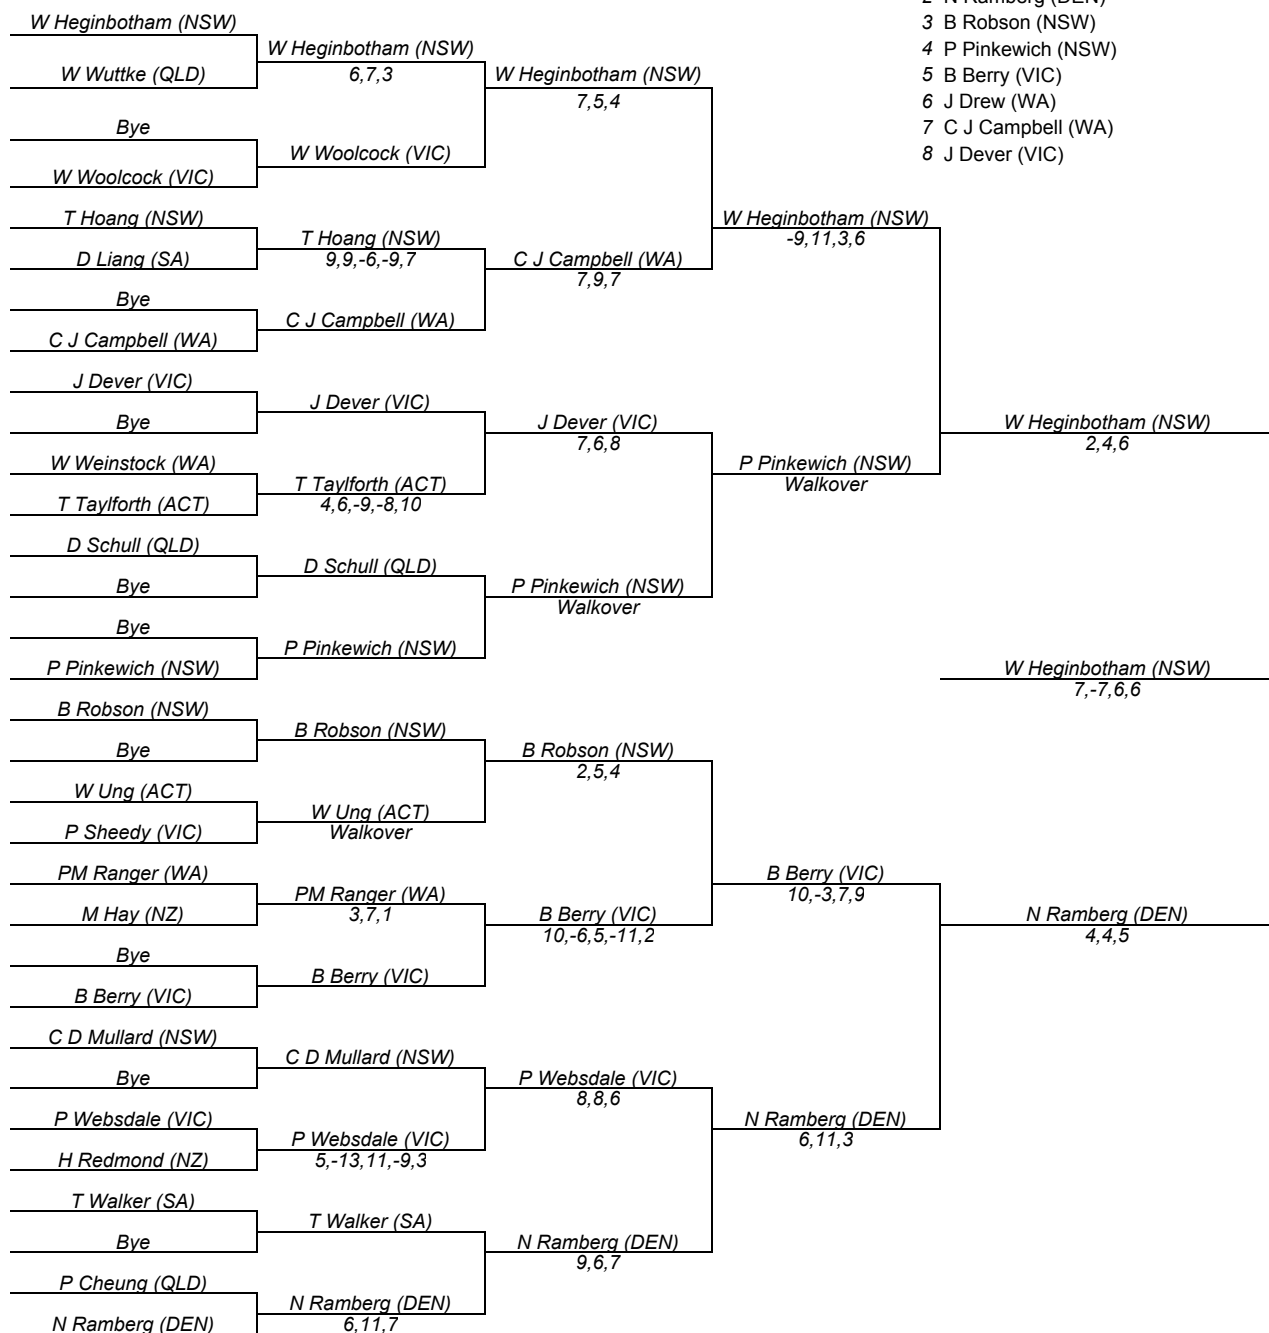 2 N Ramberg (DEN)
3 B Robson (NSW)
4 P Pinkewich (NSW)
5 B Berry (VIC)
6 J Drew (WA)
7 C J Campbell (WA)
8 J Dever (VIC)
W Heginbotham (NSW)
W Wuttke (QLD)
Bye
W Woolcock (VIC)
T Hoang (NSW)
D Liang (SA)
Bye
C J Campbell (WA)
J Dever (VIC)
Bye
W Weinstock (WA)
T Taylforth (ACT)
D Schull (QLD)
Bye
Bye
P Pinkewich (NSW)
B Robson (NSW)
Bye
W Ung (ACT)
P Sheedy (VIC)
PM Ranger (WA)
M Hay (NZ)
Bye
B Berry (VIC)
C D Mullard (NSW)
Bye
P Websdale (VIC)
H Redmond (NZ)
T Walker (SA)
Bye
P Cheung (QLD)
N Ramberg (DEN)
W Heginbotham (NSW)
6,7,3
W Woolcock (VIC)
T Hoang (NSW)
9,9,-6,-9,7
C J Campbell (WA)
J Dever (VIC)
T Taylforth (ACT)
4,6,-9,-8,10
D Schull (QLD)
P Pinkewich (NSW)
B Robson (NSW)
W Ung (ACT)
Walkover
PM Ranger (WA)
3,7,1
B Berry (VIC)
C D Mullard (NSW)
P Websdale (VIC)
5,-13,11,-9,3
T Walker (SA)
N Ramberg (DEN)
6,11,7
W Heginbotham (NSW)
7,5,4
C J Campbell (WA)
7,9,7
J Dever (VIC)
7,6,8
P Pinkewich (NSW)
Walkover
B Robson (NSW)
2,5,4
B Berry (VIC)
10,-6,5,-11,2
P Websdale (VIC)
8,8,6
N Ramberg (DEN)
9,6,7
W Heginbotham (NSW)
-9,11,3,6
P Pinkewich (NSW)
Walkover
B Berry (VIC)
10,-3,7,9
N Ramberg (DEN)
6,11,3
W Heginbotham (NSW)
2,4,6
W Heginbotham (NSW)
7,-7,6,6
N Ramberg (DEN)
4,4,5